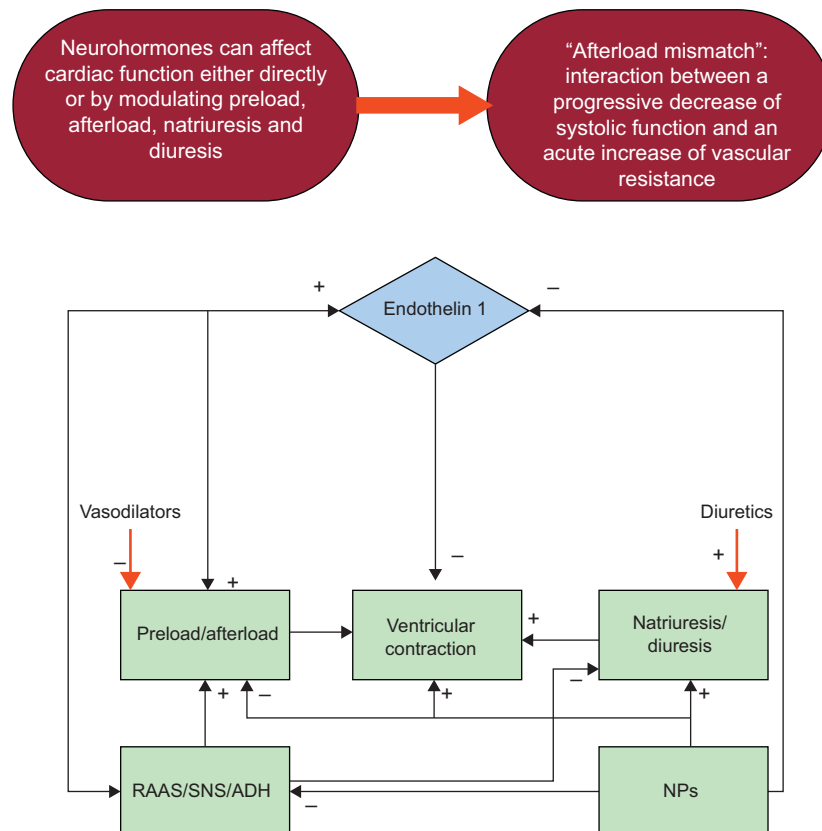 Neurohormones can affect
cardiac function either directly
or by modulating preload,
afterload, natriuresis and
diuresis
“Afterload mismatch”:
interaction between a
progressive decrease of
systolic function and an
acute increase of vascular
resistance
+
–
Endothelin 1
Vasodilators
Diuretics
–
+
–
+
Preload/afterload
Ventricular
contraction
+
Natriuresis/
diuresis
–
+
–
+
+
RAAS/SNS/ADH
–
NPs